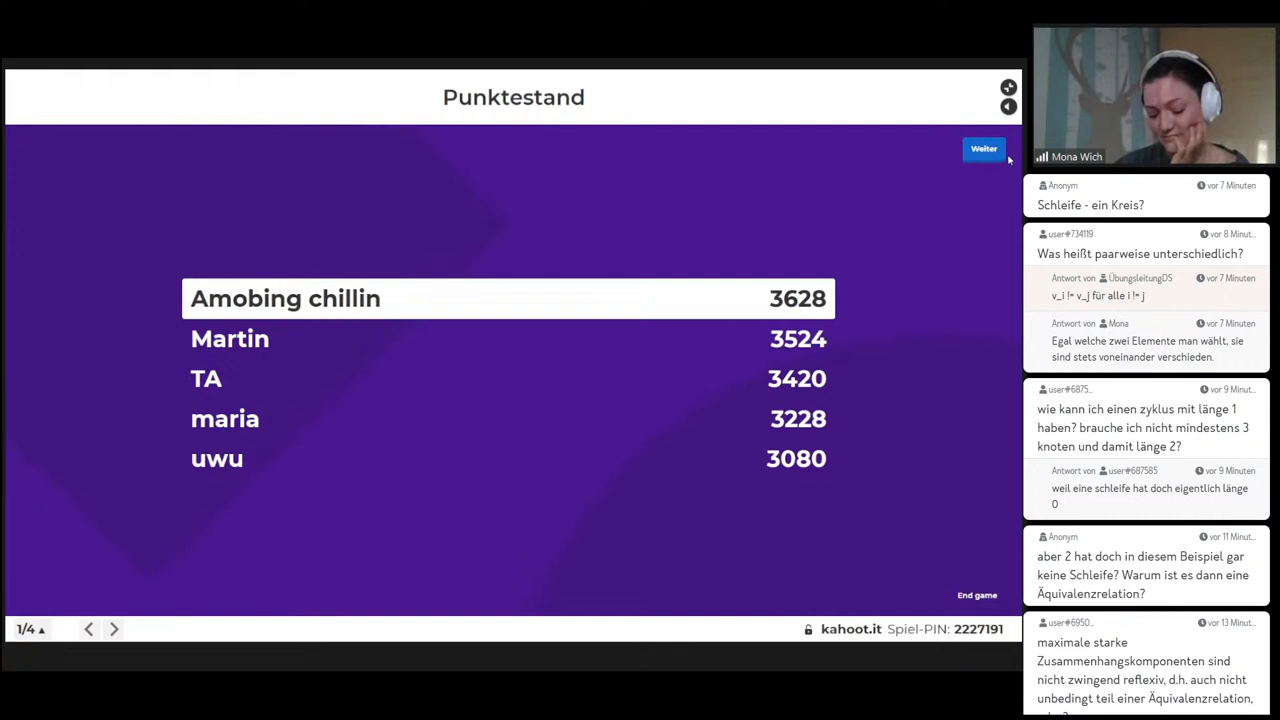 Punktestand
Weiter
Amobing chillin 3628
Martin 3524
TA 3420
maria 3228
uwu 3080
End game
1/4
kahoot.it Spiel-PIN: 2227191
Mona Wich
Anonym vor 7 Minuten
Schleife - ein Kreis?
user#734119 vor 8 Minut...
Was heißt paarweise unterschiedlich?
Antwort von ÜbungsleitungDS vor 7 Minuten
v_i != v_j für alle i != j
Antwort von Mona vor 7 Minuten
Egal welche zwei Elemente man wählt, sie
sind stets voneinander verschieden.
user#6875... vor 9 Minut...
wie kann ich einen zyklus mit länge 1
haben? brauche ich nicht mindestens 3
knoten und damit länge 2?
Antwort von user#687585 vor 9 Minuten
weil eine schleife hat doch eigentlich länge
0
Anonym vor 11 Minut...
aber 2 hat doch in diesem Beispiel gar
keine Schleife? Warum ist es dann eine
Äquivalenzrelation?
user#6950... vor 13 Minut...
maximale starke
Zusammenhangskomponenten sind
nicht zwingend reflexiv, d.h. auch nicht
unbedingt teil einer Äquivalenzrelation,